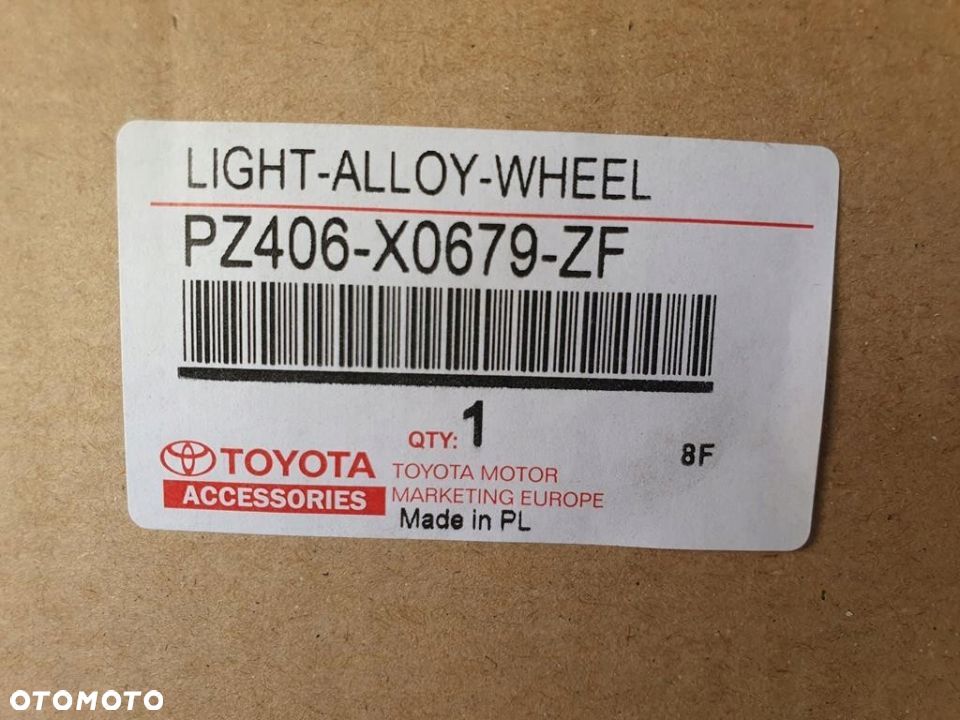 LIGHT-ALLOY-WHEEL
PZ406-X0679-ZF
QTY: 1
8F
TOYOTA
ACCESSORIES
TOYOTA MOTOR
MARKETING EUROPE
Made in PL
OTOMOTO